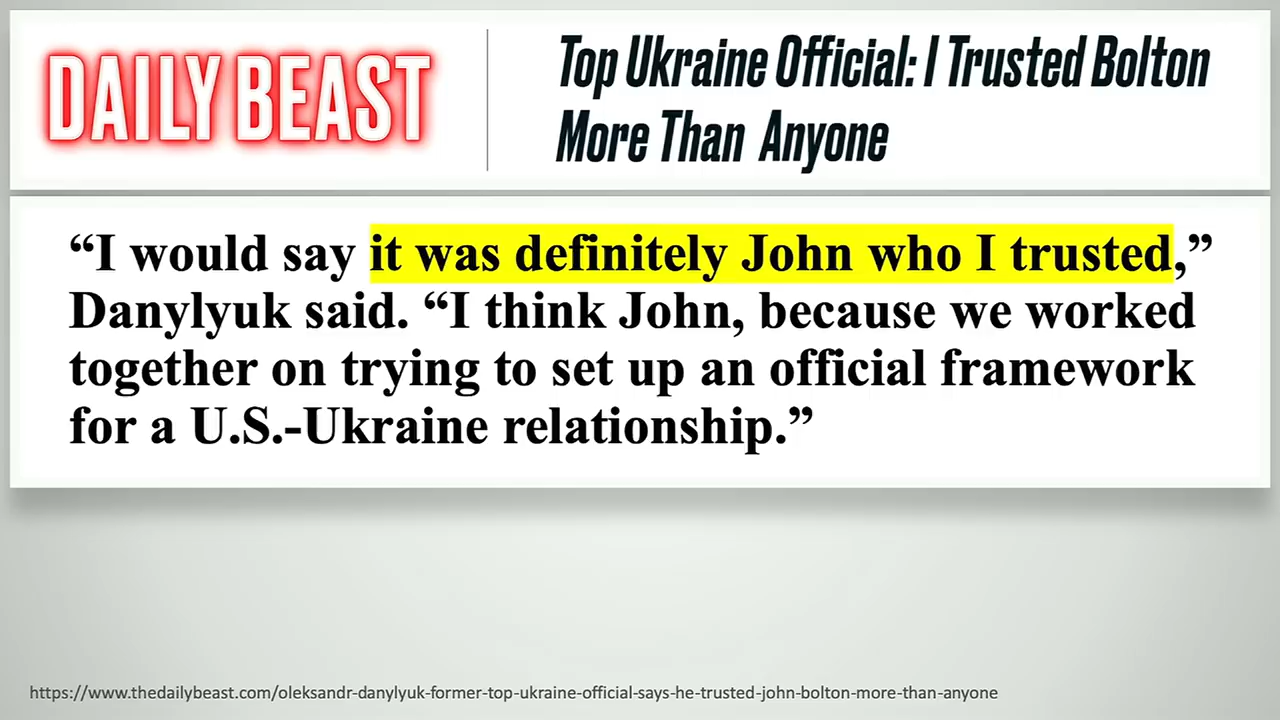 DAILY BEAST
Top Ukraine Official: I Trusted Bolton
More Than Anyone
“I would say it was definitely John who I trusted,”
Danylyuk said. “I think John, because we worked
together on trying to set up an official framework
for a U.S.-Ukraine relationship.”
https://www.thedailybeast.com/oleksandr-danylyuk-former-top-ukraine-official-says-he-trusted-john-bolton-more-than-anyone